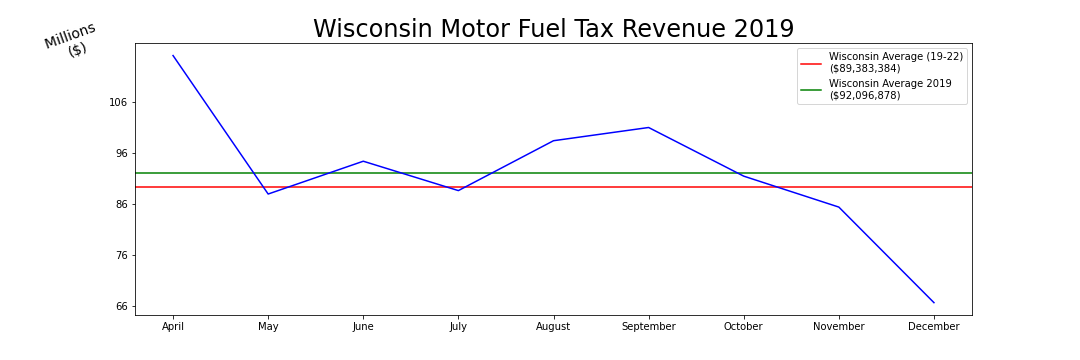 Wisconsin Motor Fuel Tax Revenue 2019
Millions
($)
Wisconsin Average (19-22)
($89,383,384)
Wisconsin Average 2019
($92,096,878)
106
96
86
76
66
April May June July August September October November December